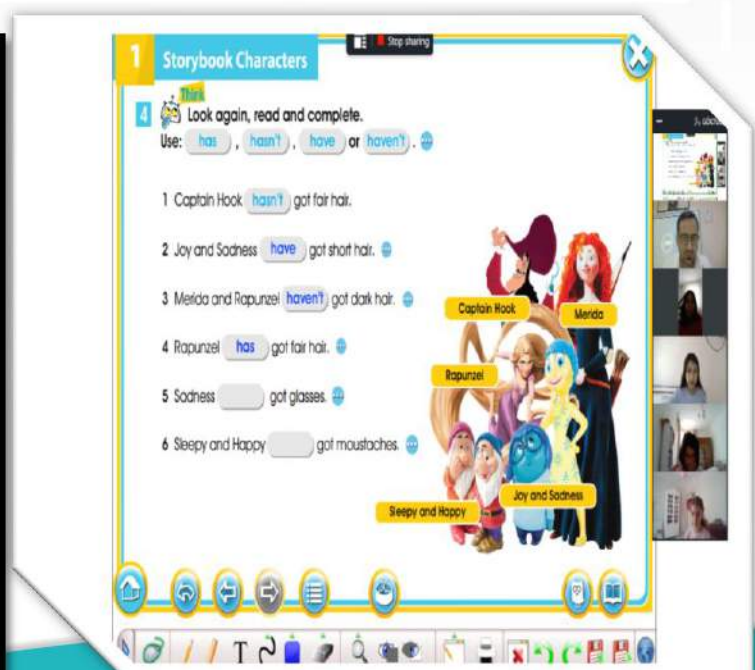 Stop sharing
1 Storybook Characters
Think
4 Look again, read and complete.
Use: has , hasn't , have or haven't .
1 Captain Hook hasn't got fair hair.
2 Joy and Sadness have got short hair.
3 Merida and Rapunzel haven't got dark hair.
4 Rapunzel has got fair hair.
5 Sadness got glasses.
6 Sleepy and Happy got moustaches.
Captain Hook
Merida
Rapunzel
Joy and Sadness
Sleepy and Happy
T